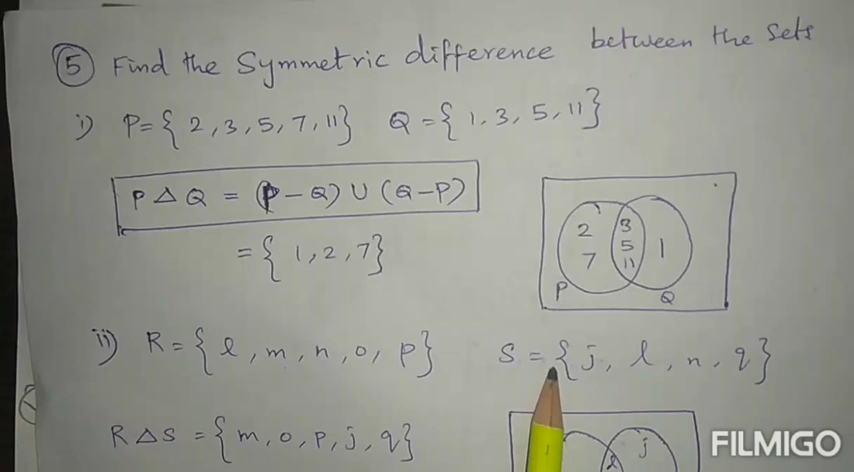 ⑤ Find the Symmetric difference between the sets
i) P = { 2, 3, 5, 7, 11 } Q = { 1, 3, 5, 11 }
P Δ Q = (P - Q) ∪ (Q - P)
= { 1, 2, 7 }
2 3
5 1
7 11
P Q
ii) R = { l, m, n, o, p } S = { j, l, n, q }
R Δ S = { m, o, p, j, q }
l j
FILMIGO